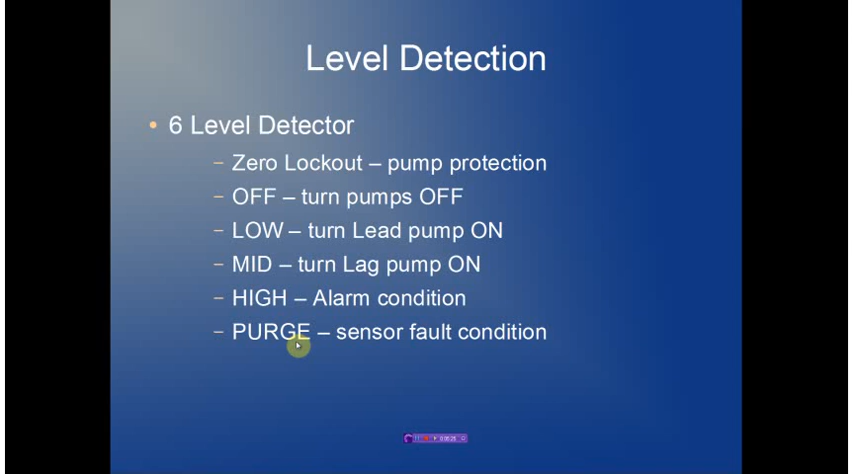 Level Detection
• 6 Level Detector
– Zero Lockout – pump protection
– OFF – turn pumps OFF
– LOW – turn Lead pump ON
– MID – turn Lag pump ON
– HIGH – Alarm condition
– PURGE – sensor fault condition